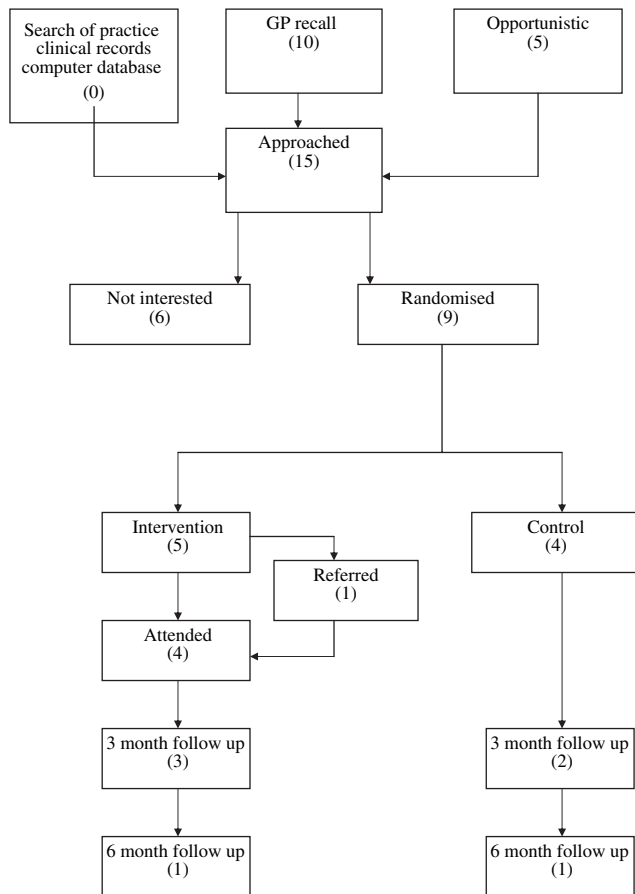 Search of practice
clinical records
computer database
(0)
GP recall
(10)
Opportunistic
(5)
Approached
(15)
Not interested
(6)
Randomised
(9)
Intervention
(5)
Control
(4)
Referred
(1)
Attended
(4)
3 month follow up
(3)
3 month follow up
(2)
6 month follow up
(1)
6 month follow up
(1)